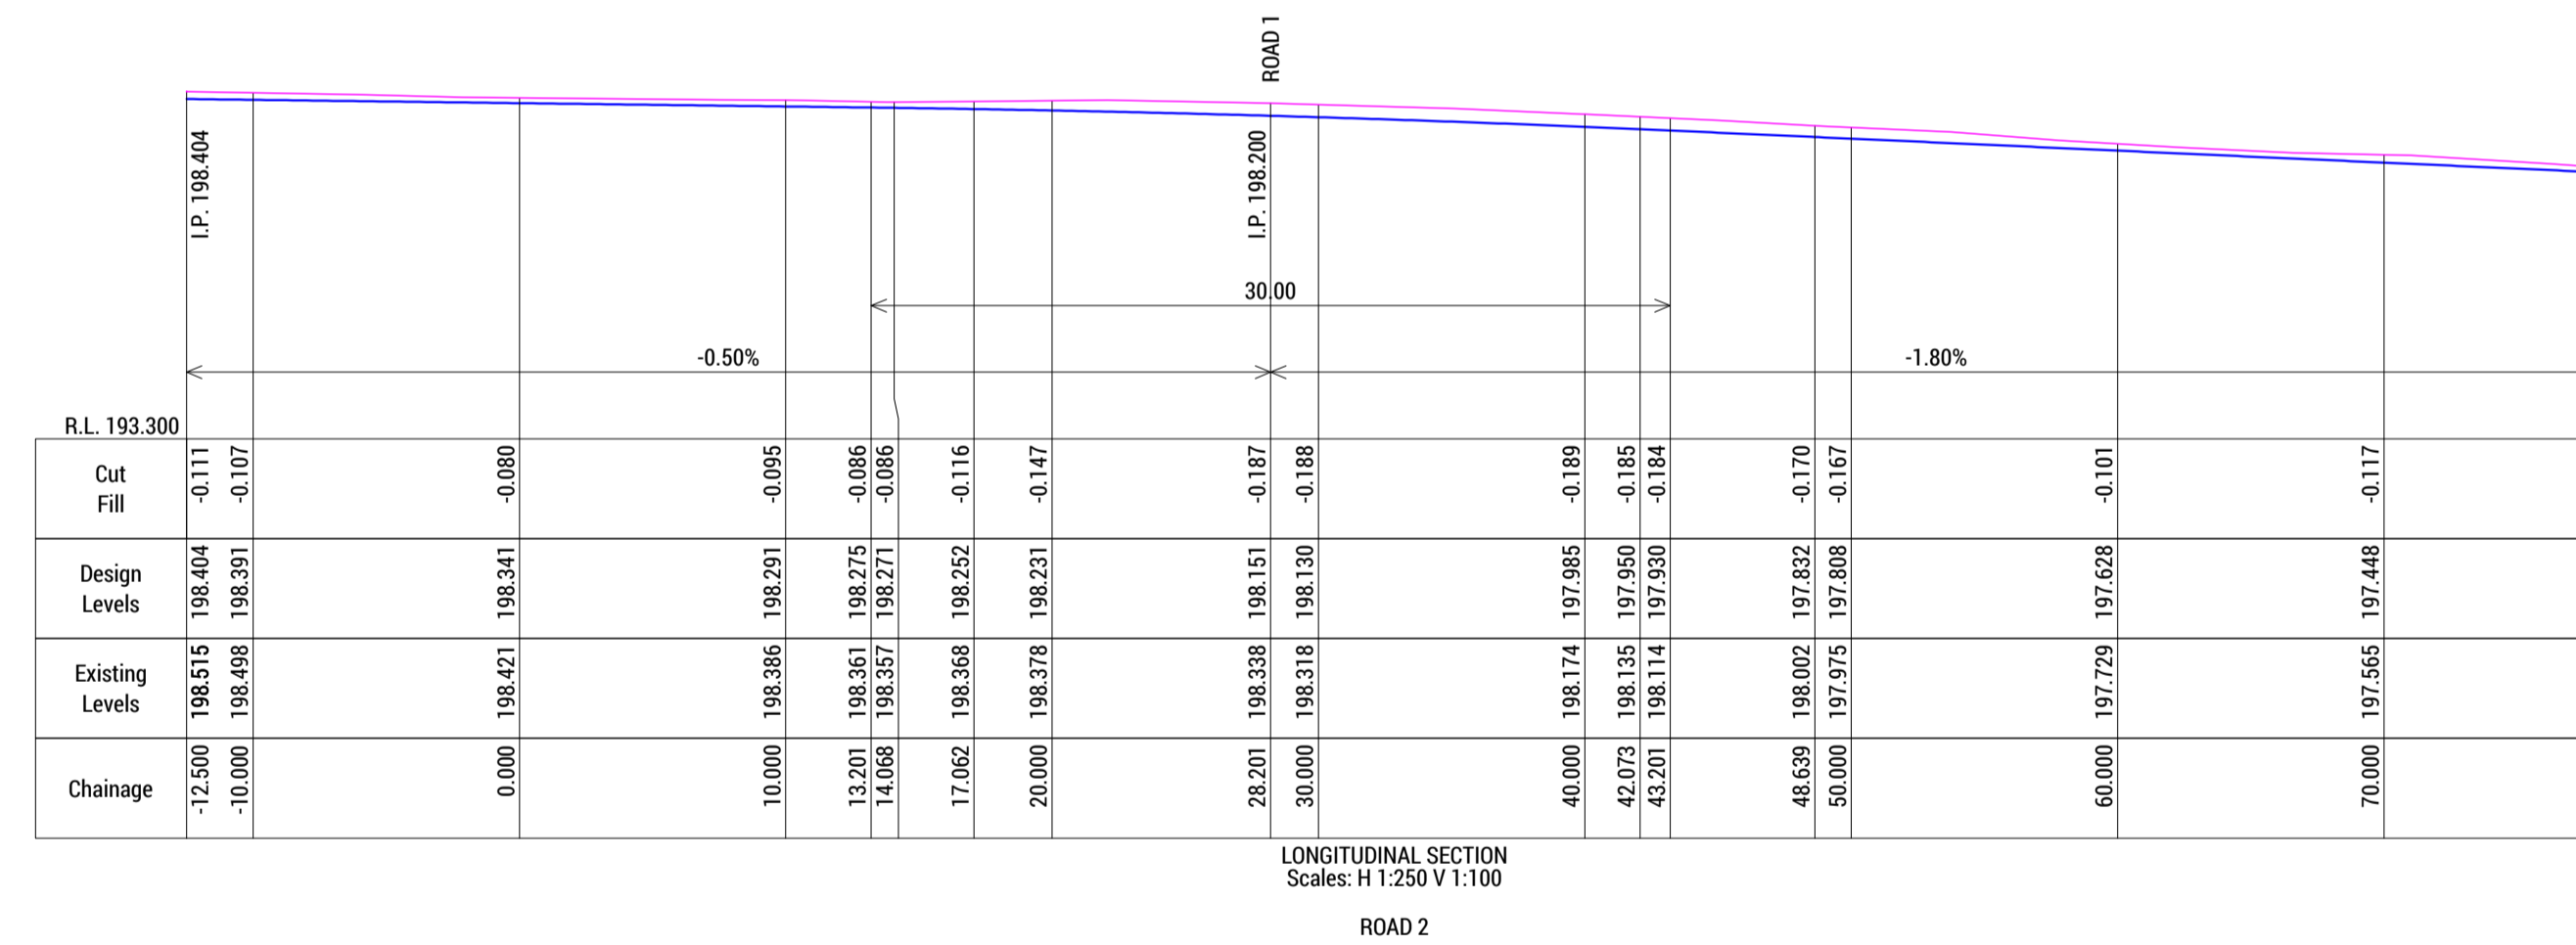 ROAD 1
I.P. 198.404
I.P. 198.200
30.00
-0.50%
-1.80%
R.L. 193.300
Cut
Fill
-0.111 -0.107 -0.080 -0.095 -0.086 -0.086 -0.116 -0.147 -0.187 -0.188 -0.189 -0.185 -0.184 -0.170 -0.167 -0.101 -0.117
Design
Levels
198.404 198.391 198.341 198.291 198.275 198.271 198.252 198.231 198.151 198.130 197.985 197.950 197.930 197.832 197.808 197.628 197.448
Existing
Levels
198.515 198.498 198.421 198.386 198.361 198.357 198.368 198.378 198.338 198.318 198.174 198.135 198.114 198.002 197.975 197.729 197.565
Chainage
-12.500 -10.000 0.000 10.000 13.201 14.068 17.062 20.000 28.201 30.000 40.000 42.073 43.201 48.639 50.000 60.000 70.000
LONGITUDINAL SECTION
Scales: H 1:250 V 1:100
ROAD 2